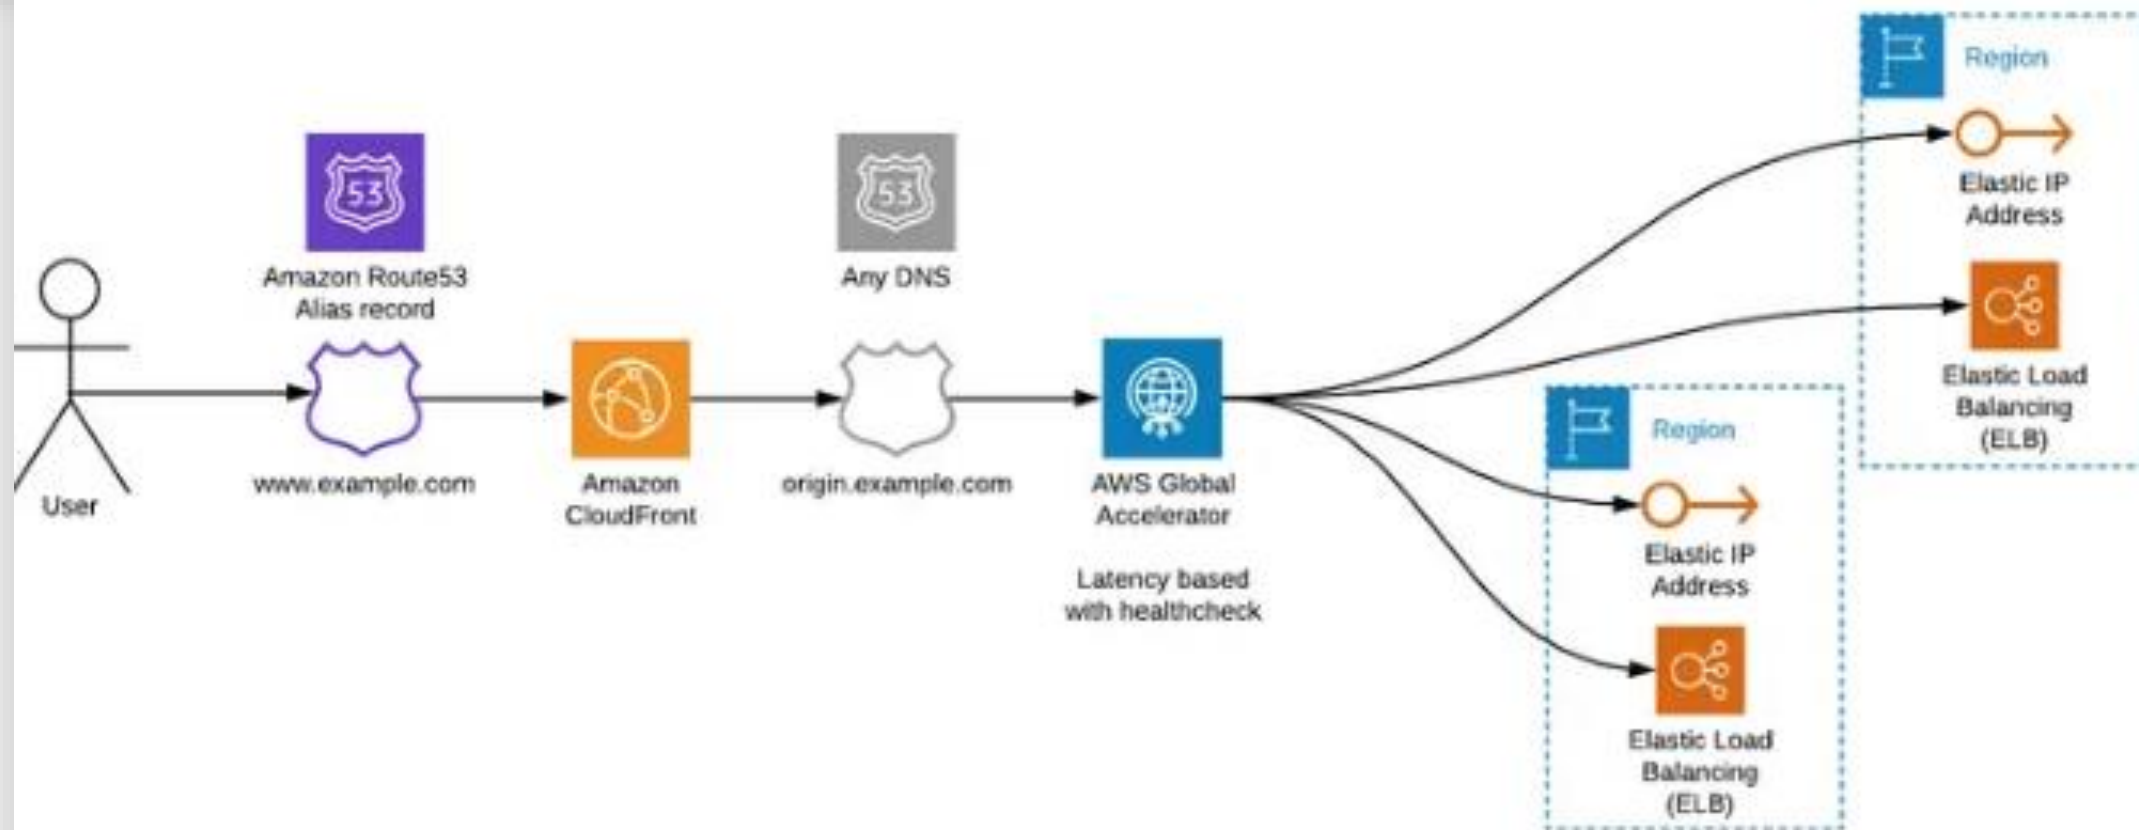 53
Amazon Route53
Alias record
www.example.com
User
Amazon
CloudFront
53
Any DNS
origin.example.com
AWS Global
Accelerator
Latency based
with healthcheck
Region
Elastic IP
Address
Elastic Load
Balancing
(ELB)
Region
Elastic IP
Address
Elastic Load
Balancing
(ELB)